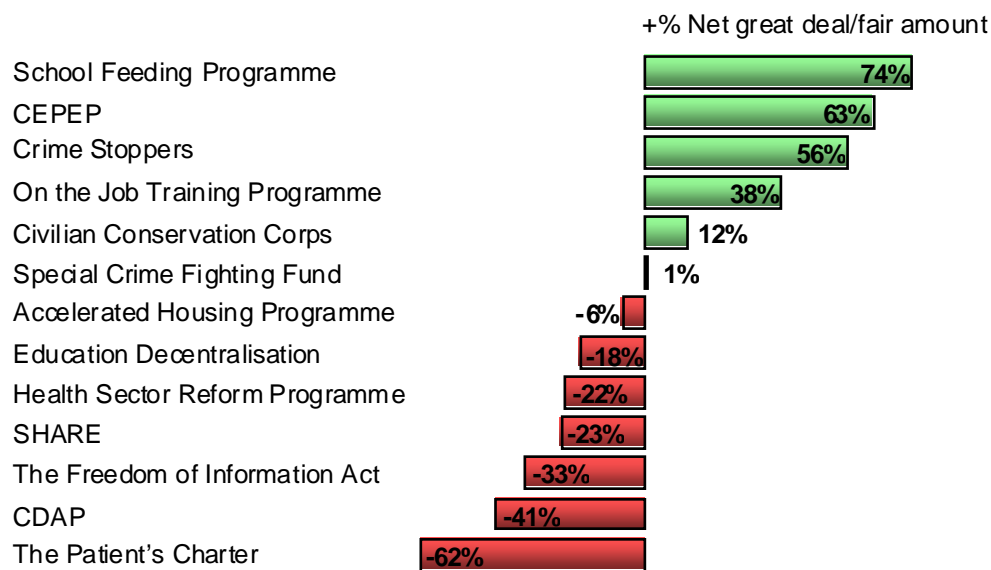 +% Net great deal/fair amount
School Feeding Programme 74%
CEPEP 63%
Crime Stoppers 56%
On the Job Training Programme 38%
Civilian Conservation Corps 12%
Special Crime Fighting Fund 1%
Accelerated Housing Programme -6%
Education Decentralisation -18%
Health Sector Reform Programme -22%
SHARE -23%
The Freedom of Information Act -33%
CDAP -41%
The Patient's Charter -62%